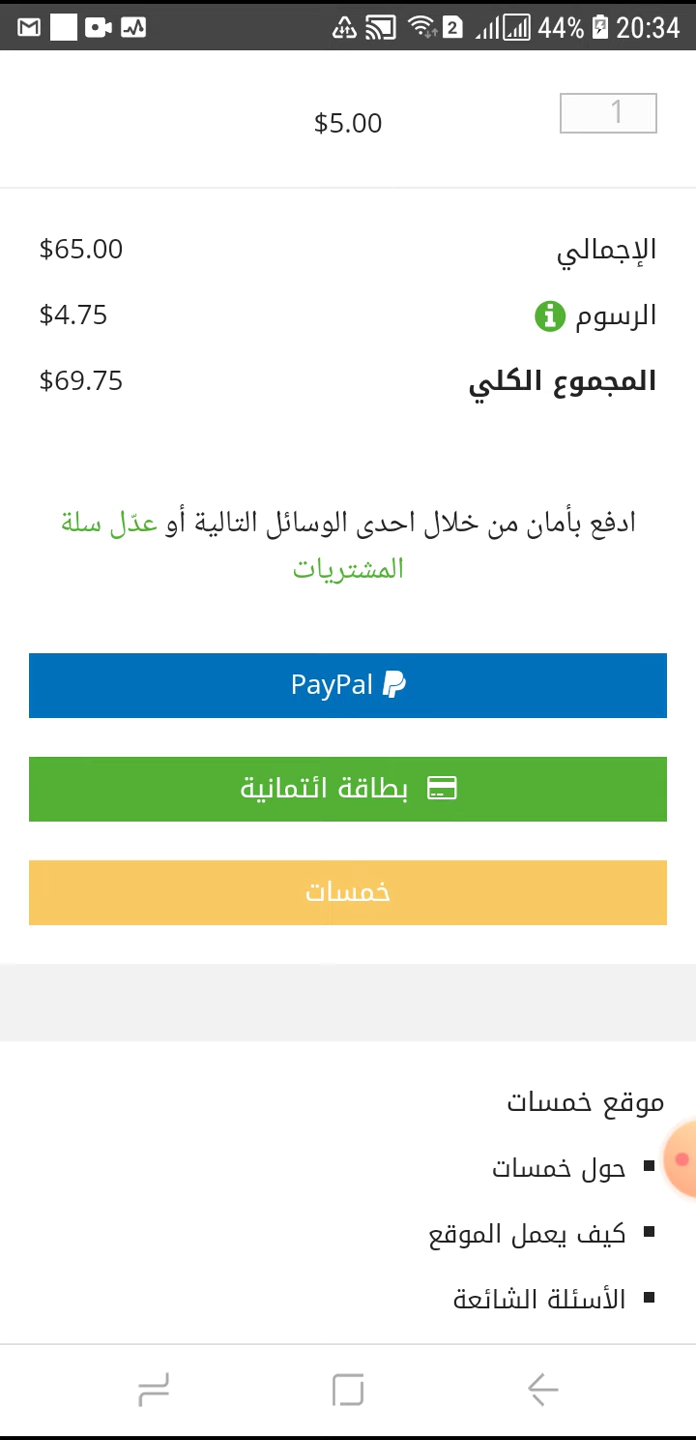 2 44% 20:34
1 $5.00
الإجمالي $65.00
الرسوم $4.75
المجموع الكلي $69.75
ادفع بأمان من خلال احدى الوسائل التالية أو عدّل سلة
المشتريات
PayPal
بطاقة ائتمانية
خمسات
موقع خمسات
حول خمسات
كيف يعمل الموقع
الأسئلة الشائعة